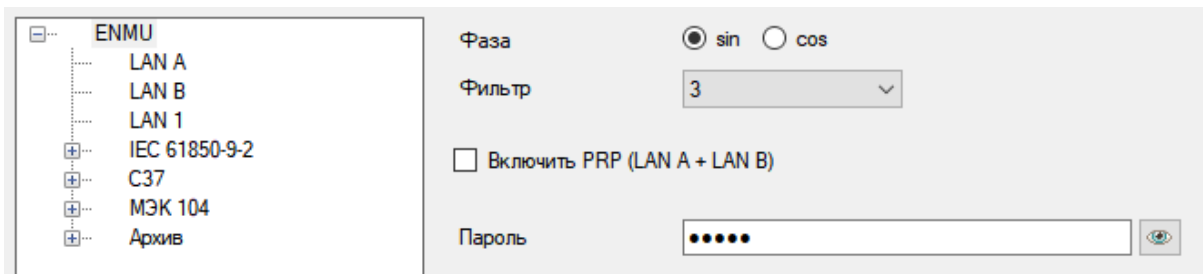 ENMU
LAN A
LAN B
LAN 1
IEC 61850-9-2
C37
МЭК 104
Архив
Фаза sin cos
Фильтр 3
Включить PRP (LAN A + LAN B)
Пароль •••••